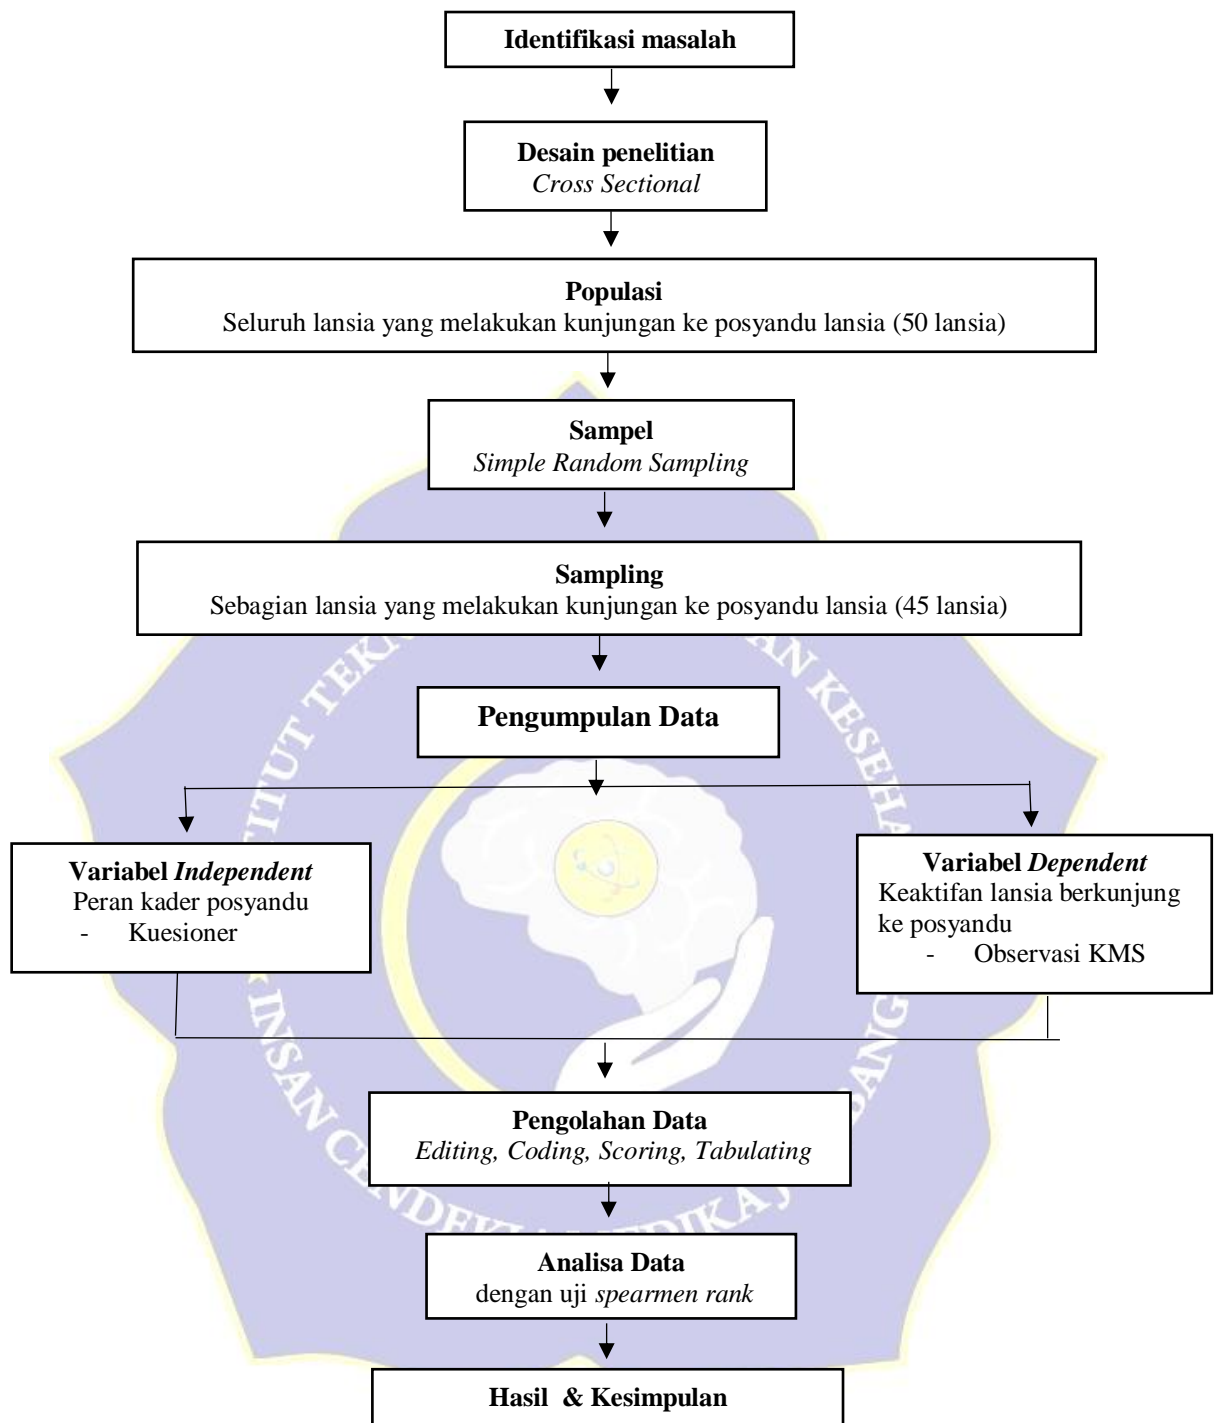 Identifikasi masalah
Desain penelitian
Cross Sectional
Populasi
Seluruh lansia yang melakukan kunjungan ke posyandu lansia (50 lansia)
Sampel
Simple Random Sampling
Sampling
Sebagian lansia yang melakukan kunjungan ke posyandu lansia (45 lansia)
Pengumpulan Data
Variabel Independent
Peran kader posyandu
- Kuesioner
Variabel Dependent
Keaktifan lansia berkunjung
ke posyandu
- Observasi KMS
Pengolahan Data
Editing, Coding, Scoring, Tabulating
Analisa Data
dengan uji spearmen rank
Hasil & Kesimpulan
INSAN CENDEKIA MEDIKA